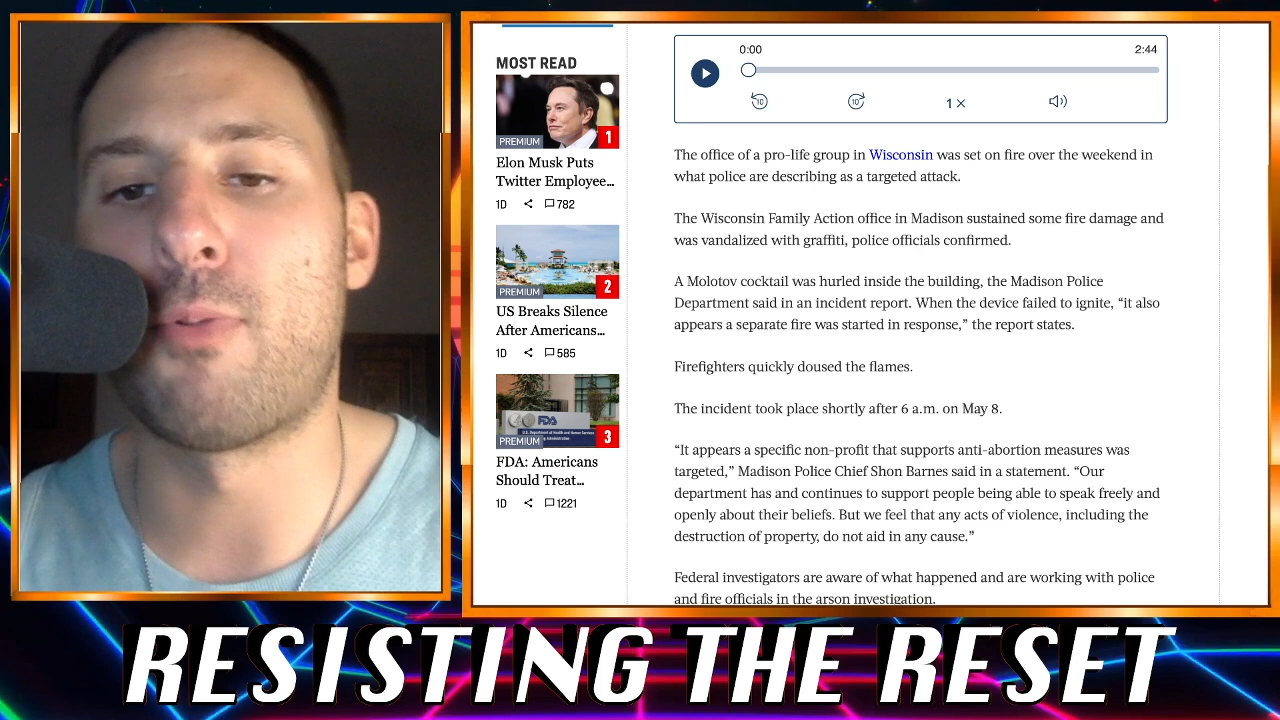 MOST READ
PREMIUM
1
Elon Musk Puts
Twitter Employee...
1D
782
PREMIUM
2
US Breaks Silence
After Americans...
1D
585
FDA
PREMIUM
3
FDA: Americans
Should Treat...
1D
1221
0:00
2:44
10
10
1 ×
The office of a pro-life group in Wisconsin was set on fire over the weekend in
what police are describing as a targeted attack.
The Wisconsin Family Action office in Madison sustained some fire damage and
was vandalized with graffiti, police officials confirmed.
A Molotov cocktail was hurled inside the building, the Madison Police
Department said in an incident report. When the device failed to ignite, “it also
appears a separate fire was started in response,” the report states.
Firefighters quickly doused the flames.
The incident took place shortly after 6 a.m. on May 8.
“It appears a specific non-profit that supports anti-abortion measures was
targeted,” Madison Police Chief Shon Barnes said in a statement. “Our
department has and continues to support people being able to speak freely and
openly about their beliefs. But we feel that any acts of violence, including the
destruction of property, do not aid in any cause.”
Federal investigators are aware of what happened and are working with police
and fire officials in the arson investigation.
RESISTING THE RESET